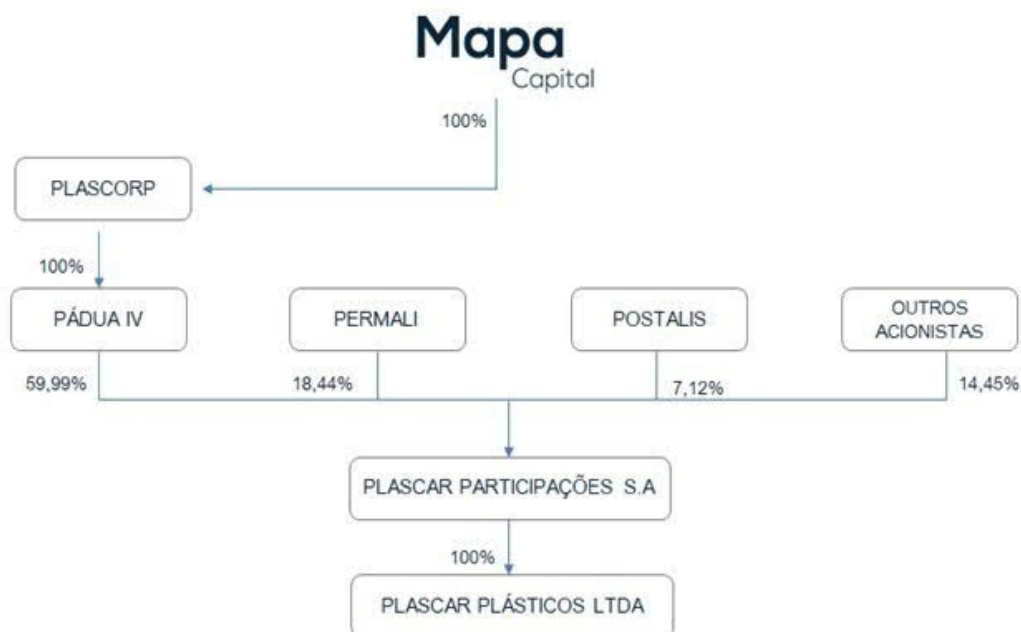 Mapa
Capital
100%
PLASCORP
100%
PÁDUA IV
PERMALI
POSTALIS
OUTROS
ACIONISTAS
59,99%
18,44%
7,12%
14,45%
PLASCAR PARTICIPAÇÕES S.A
100%
PLASCAR PLÁSTICOS LTDA